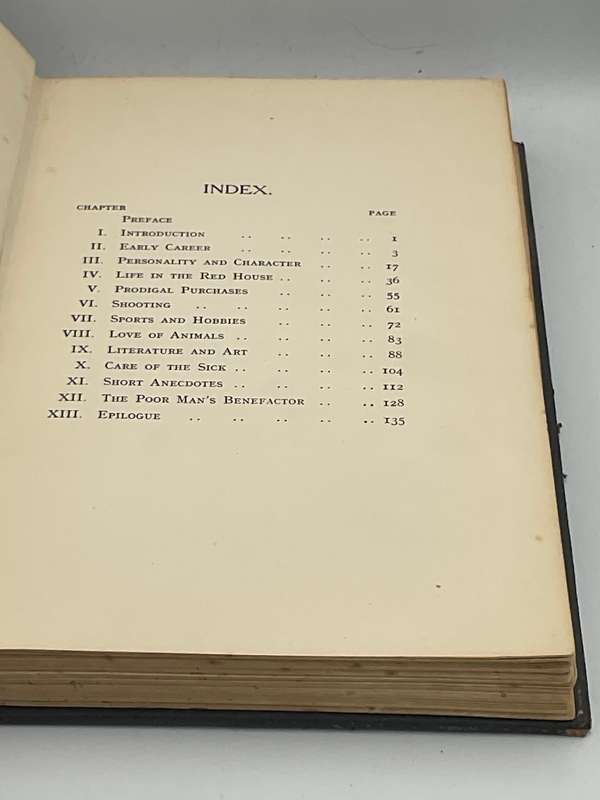 INDEX.
CHAPTER PAGE
PREFACE
I. INTRODUCTION .. .. .. .. 1
II. EARLY CAREER .. .. .. .. 3
III. PERSONALITY AND CHARACTER .. .. 17
IV. LIFE IN THE RED HOUSE .. .. .. 36
V. PRODIGAL PURCHASES .. .. .. 55
VI. SHOOTING .. .. .. .. .. 61
VII. SPORTS AND HOBBIES .. .. .. 72
VIII. LOVE OF ANIMALS .. .. .. .. 83
IX. LITERATURE AND ART .. .. .. 88
X. CARE OF THE SICK .. .. .. .. 104
XI. SHORT ANECDOTES .. .. .. .. 112
XII. THE POOR MAN'S BENEFACTOR .. .. 128
XIII. EPILOGUE .. .. .. .. .. 135